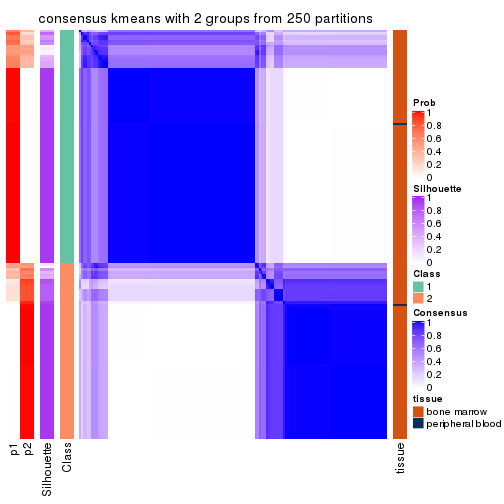 consensus kmeans with 2 groups from 250 partitions
Prob
1
0.8
0.6
0.4
0.2
0
Silhouette
1
0.8
0.6
0.4
0.2
0
Class
1
2
Consensus
1
0.8
0.6
0.4
0.2
0
tissue
bone marrow
peripheral blood
p1
p2
Silhouette
Class
tissue